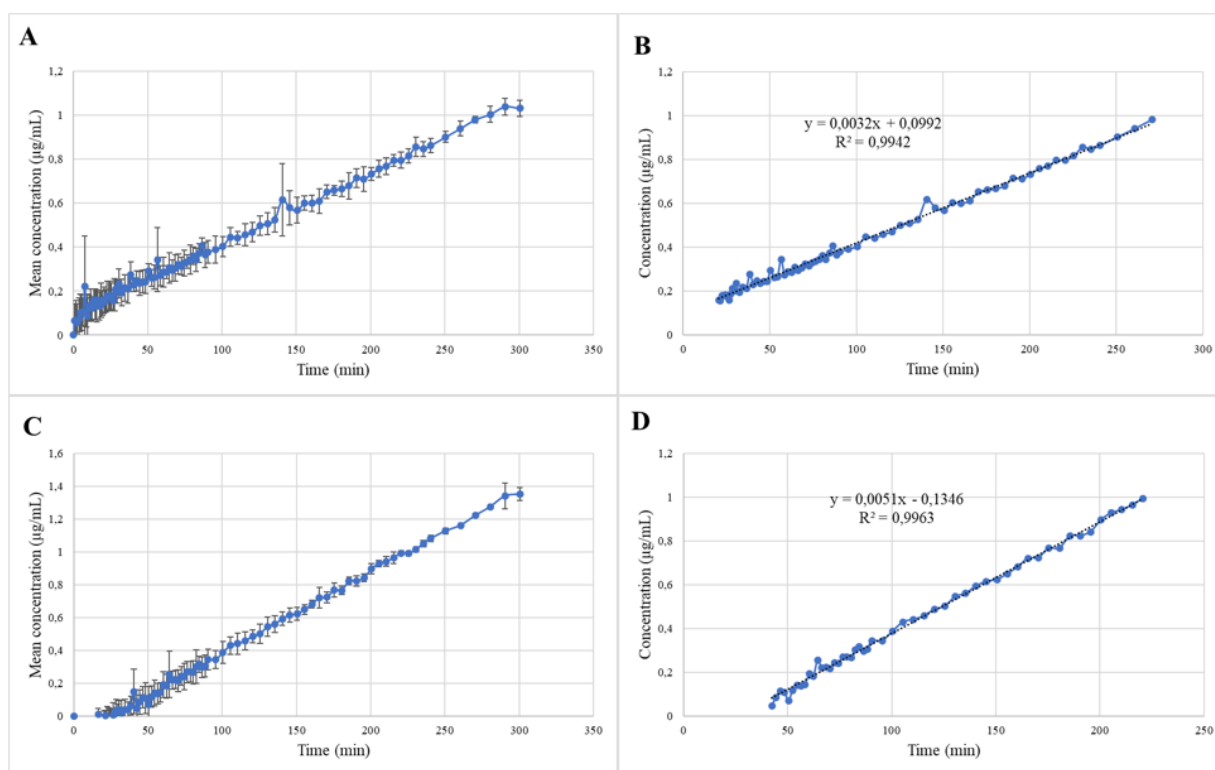 A
Mean concentration (µg/mL)
1,2
1
0,8
0,6
0,4
0,2
0
0 50 100 150 200 250 300 350
Time (min)
B
Concentration (µg/mL)
1,2
1
0,8
0,6
0,4
0,2
0
y = 0,0032x + 0,0992
R² = 0,9942
0 50 100 150 200 250 300
Time (min)
C
Mean concentration (µg/mL)
1,6
1,4
1,2
1
0,8
0,6
0,4
0,2
0
0 50 100 150 200 250 300 350
Time (min)
D
Concentration (µg/mL)
1,2
1
0,8
0,6
0,4
0,2
0
y = 0,0051x - 0,1346
R² = 0,9963
0 50 100 150 200 250
Time (min)